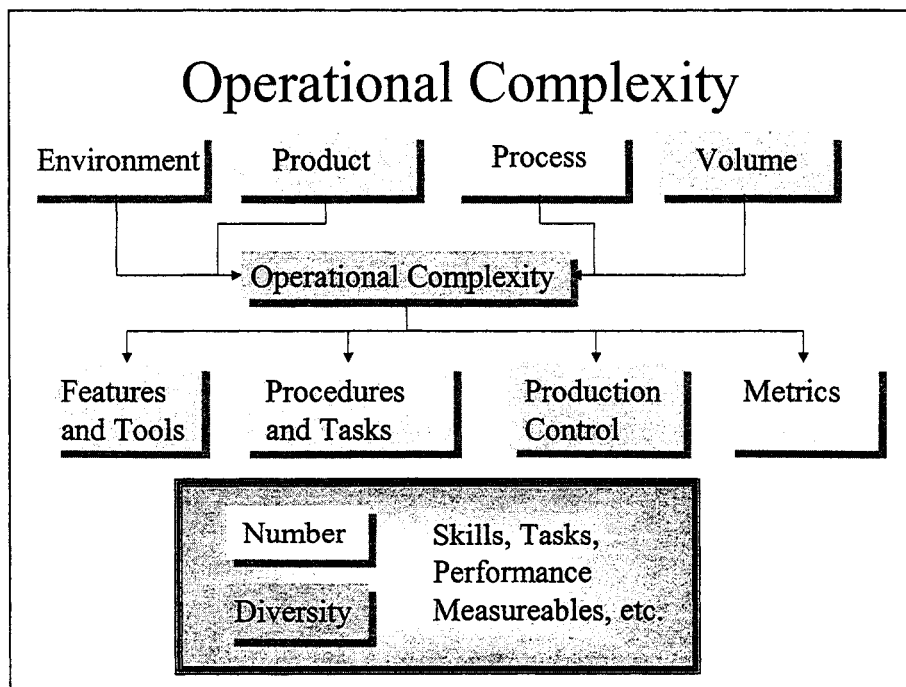 Operational Complexity
Environment
Product
Process
Volume
Operational Complexity
Features
and Tools
Procedures
and Tasks
Production
Control
Metrics
Number
Diversity
Skills, Tasks,
Performance
Measureables, etc.